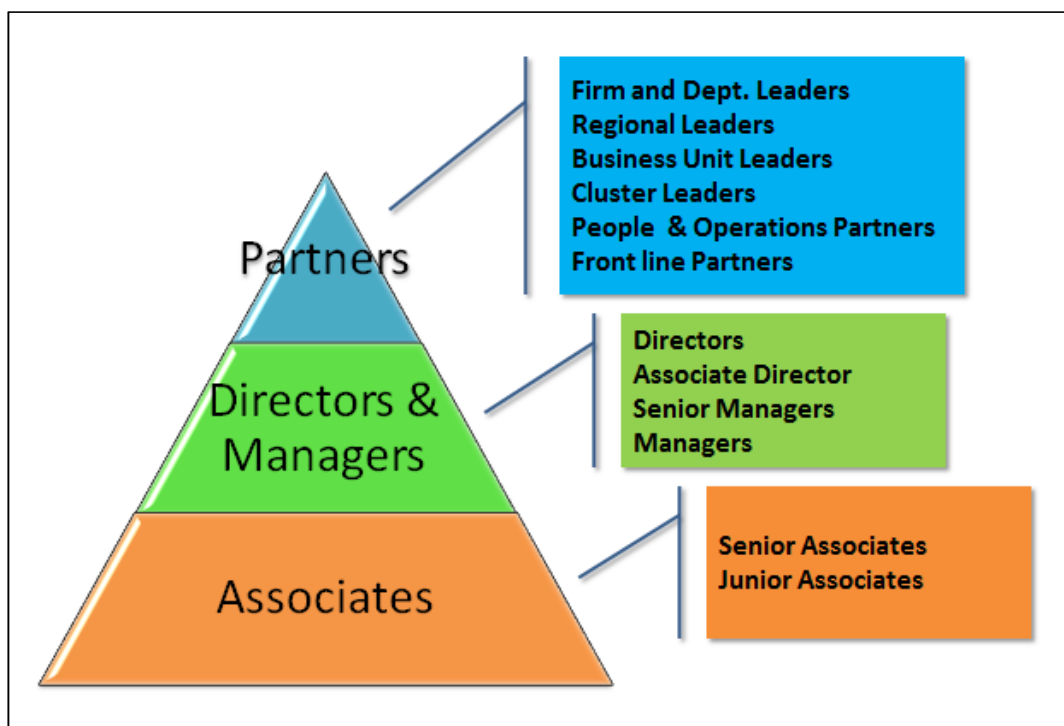 Partners
Firm and Dept. Leaders
Regional Leaders
Business Unit Leaders
Cluster Leaders
People & Operations Partners
Front line Partners
Directors &
Managers
Directors
Associate Director
Senior Managers
Managers
Associates
Senior Associates
Junior Associates